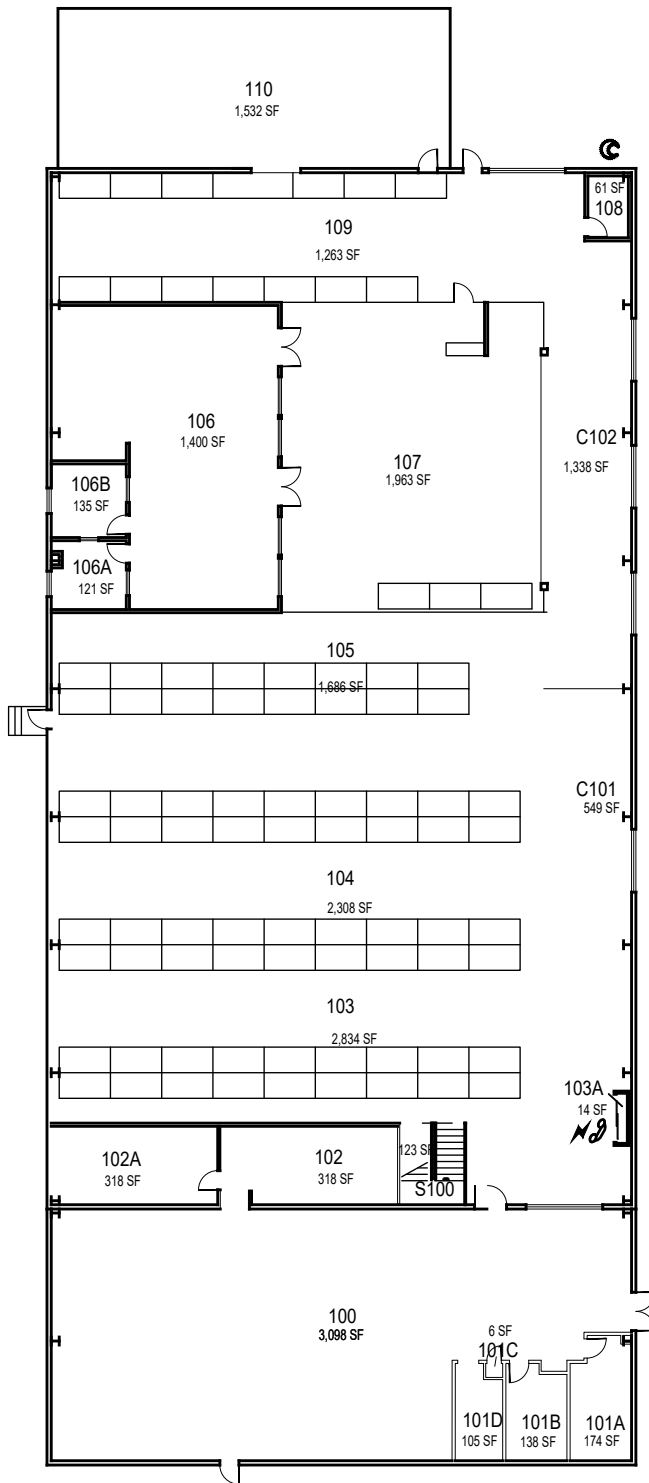 110
1,532 SF
61 SF
108
109
1,263 SF
106
1,400 SF
C102
1,338 SF
107
1,963 SF
106B
135 SF
106A
121 SF
105
1,686 SF
C101
549 SF
104
2,308 SF
103
2,834 SF
103A
14 SF
102A
318 SF
102
318 SF
123 SF
S100
100
3,098 SF
6 SF
101C
101D
105 SF
101B
138 SF
101A
174 SF